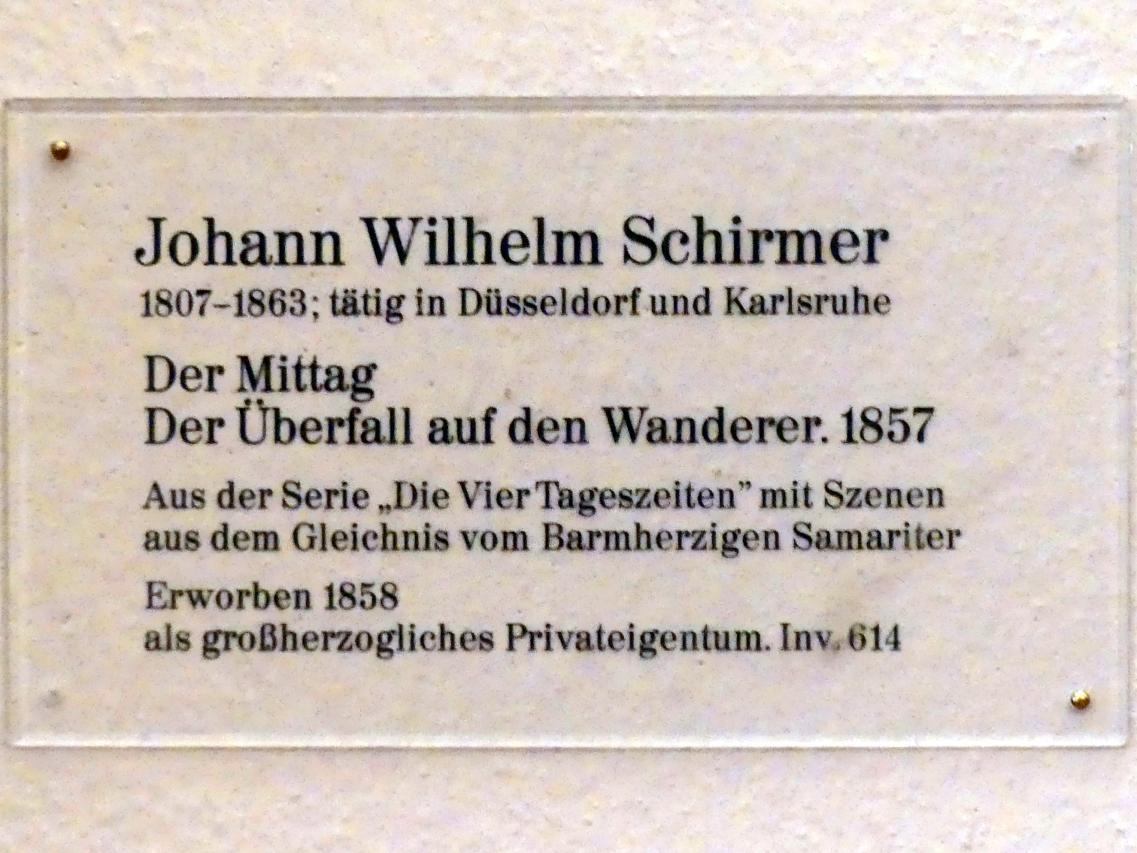 Johann Wilhelm Schirmer
1807–1863; tätig in Düsseldorf und Karlsruhe
Der Mittag
Der Überfall auf den Wanderer. 1857
Aus der Serie „Die Vier Tageszeiten” mit Szenen
aus dem Gleichnis vom Barmherzigen Samariter
Erworben 1858
als großherzogliches Privateigentum. Inv. 614